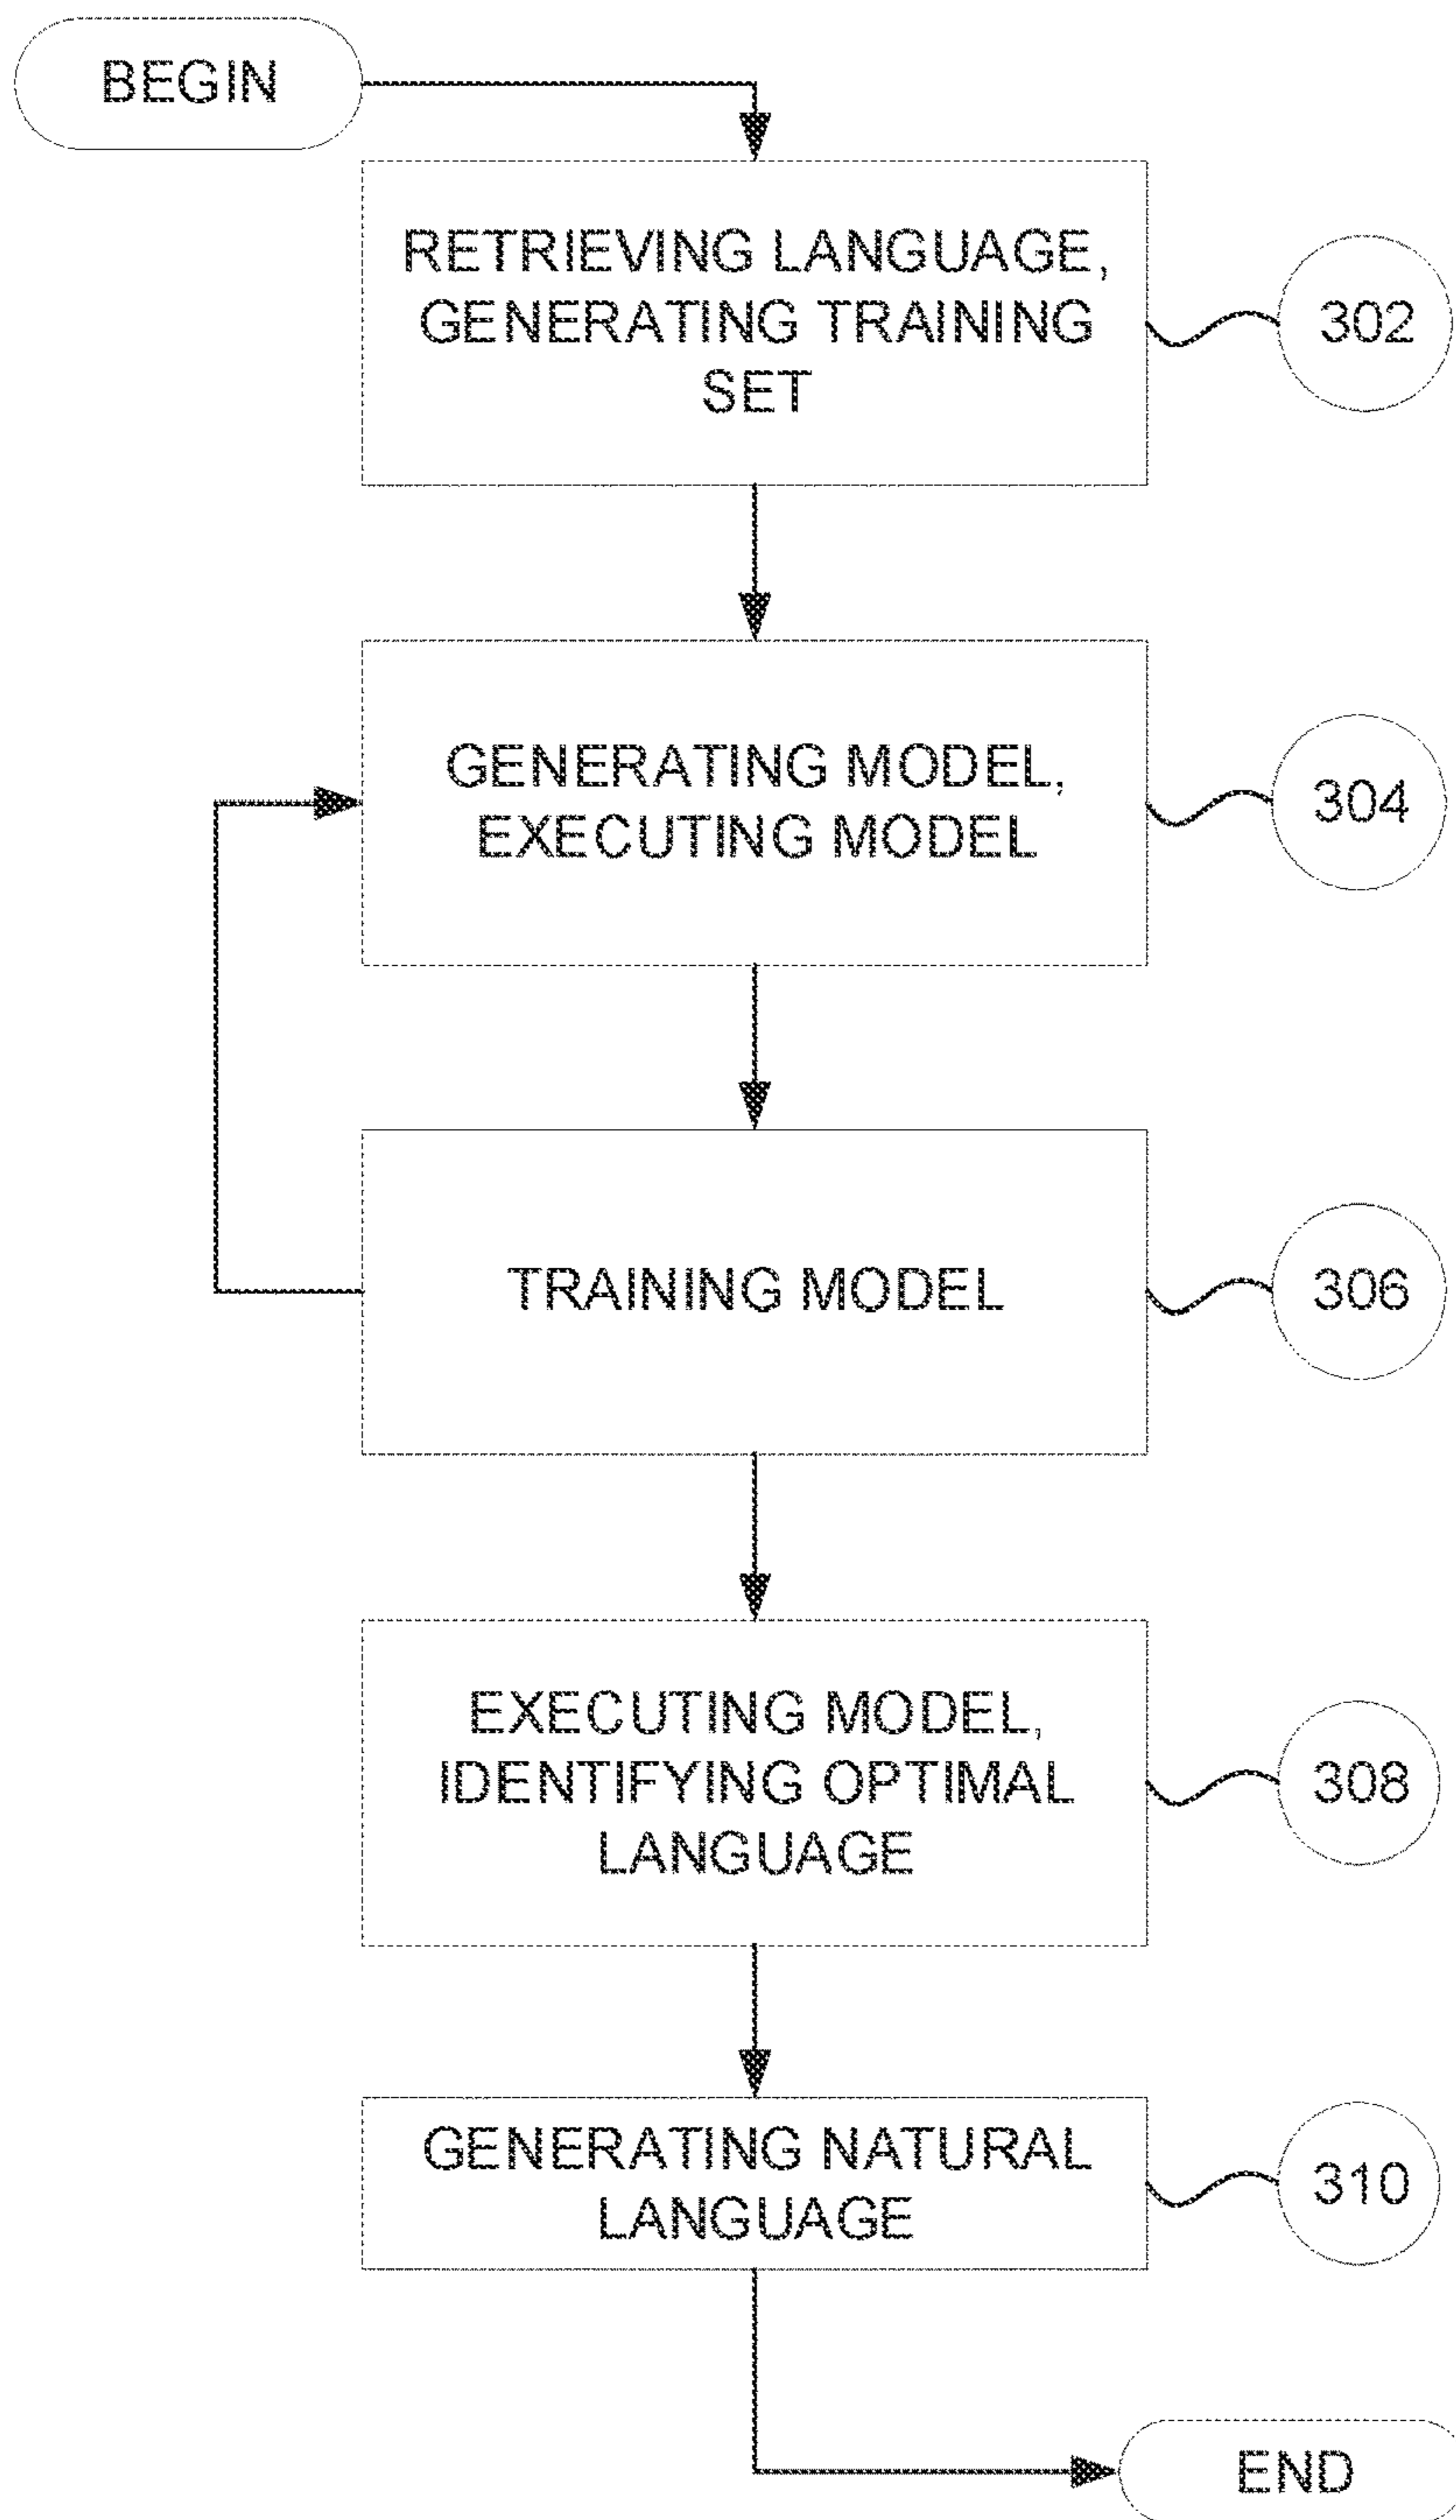 BEGIN
RETRIEVING LANGUAGE,
GENERATING TRAINING
SET
302
GENERATING MODEL,
EXECUTING MODEL
304
TRAINING MODEL
306
EXECUTING MODEL,
IDENTIFYING OPTIMAL
LANGUAGE
308
GENERATING NATURAL
LANGUAGE
310
END